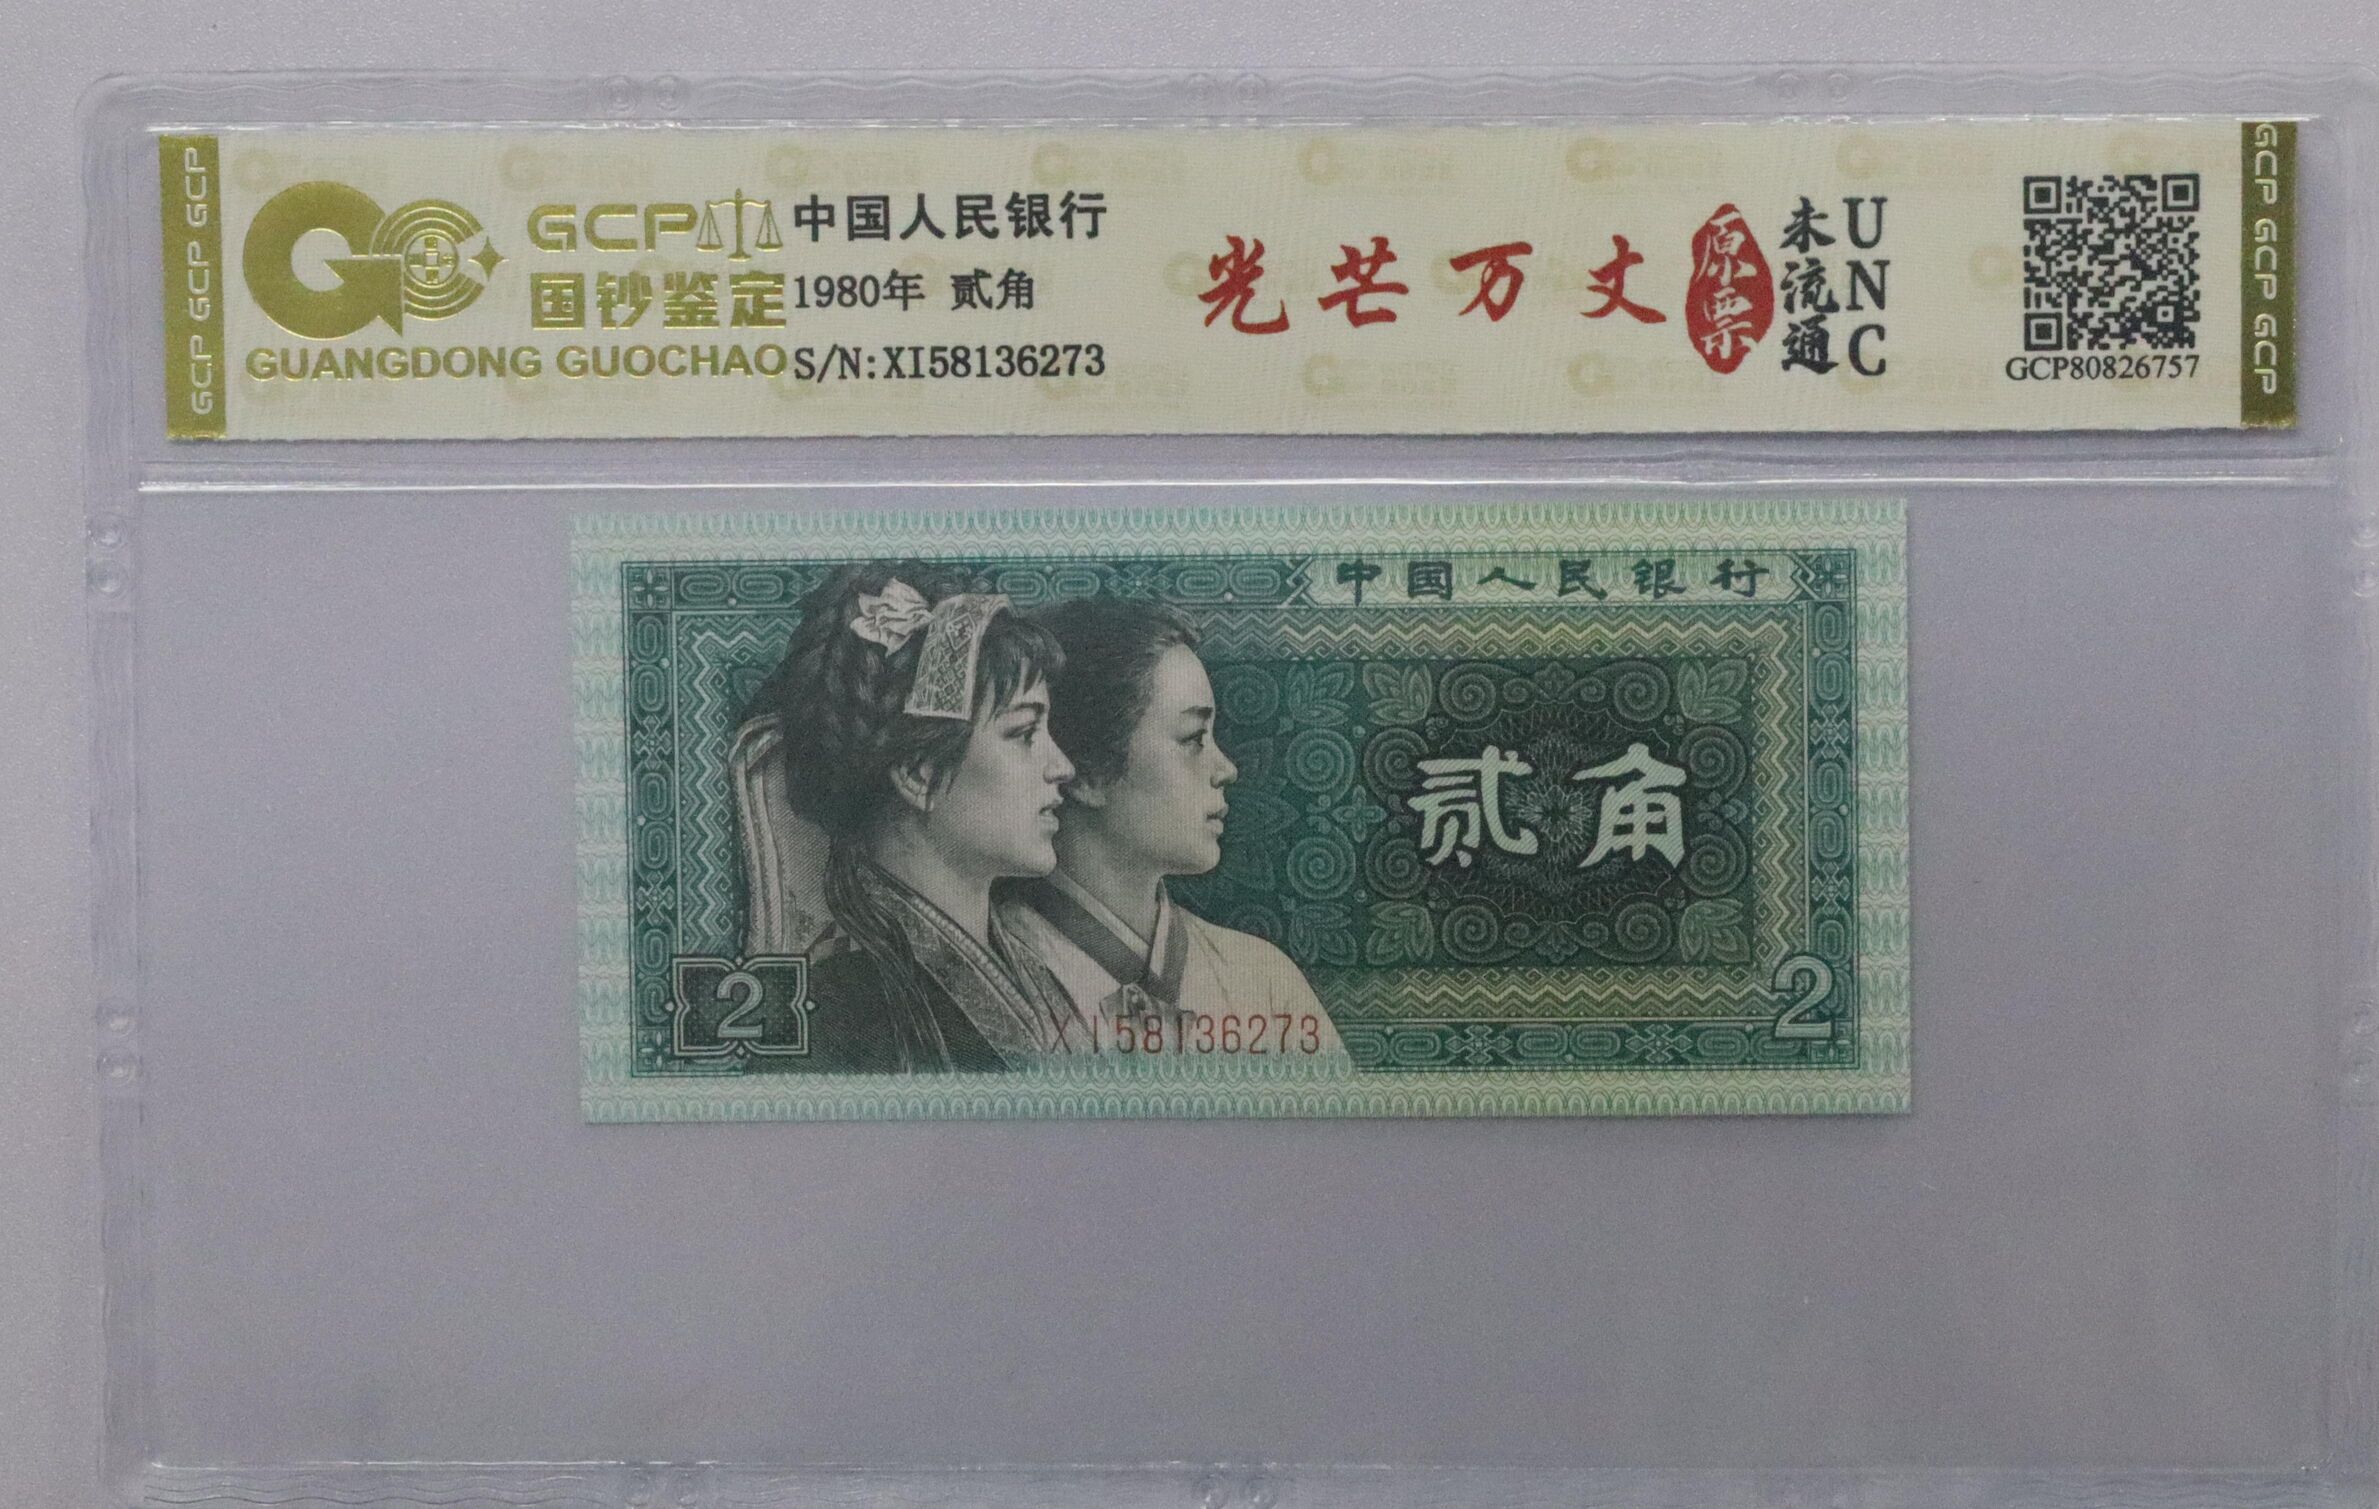 GCP GCP GCP
GCP
国钞鉴定
GUANGDONG GUOCHAO
中国人民银行
1980年 贰角
S/N:XI58136273
光芒万丈
原票
未流通
UNC
GCP80826757
GCP GCP GCP
中国人民银行
贰角
2
XI58136273
2